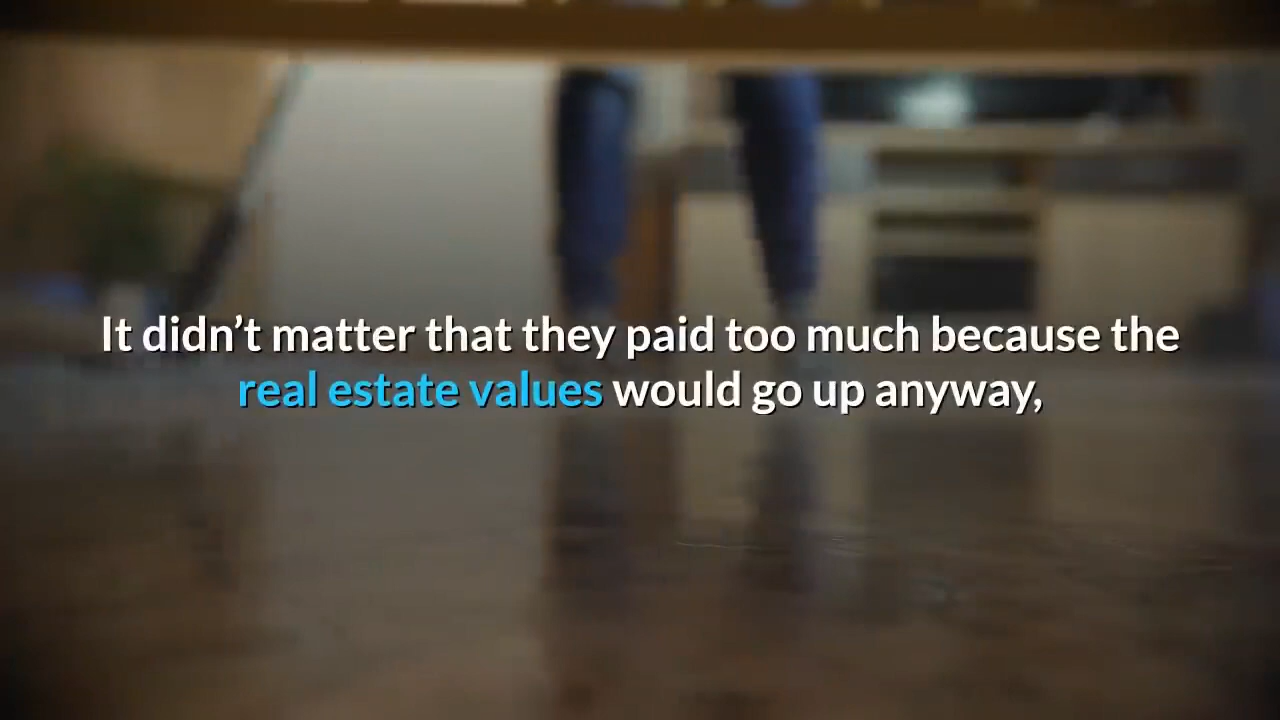 It didn’t matter that they paid too much because the
real estate values would go up anyway,